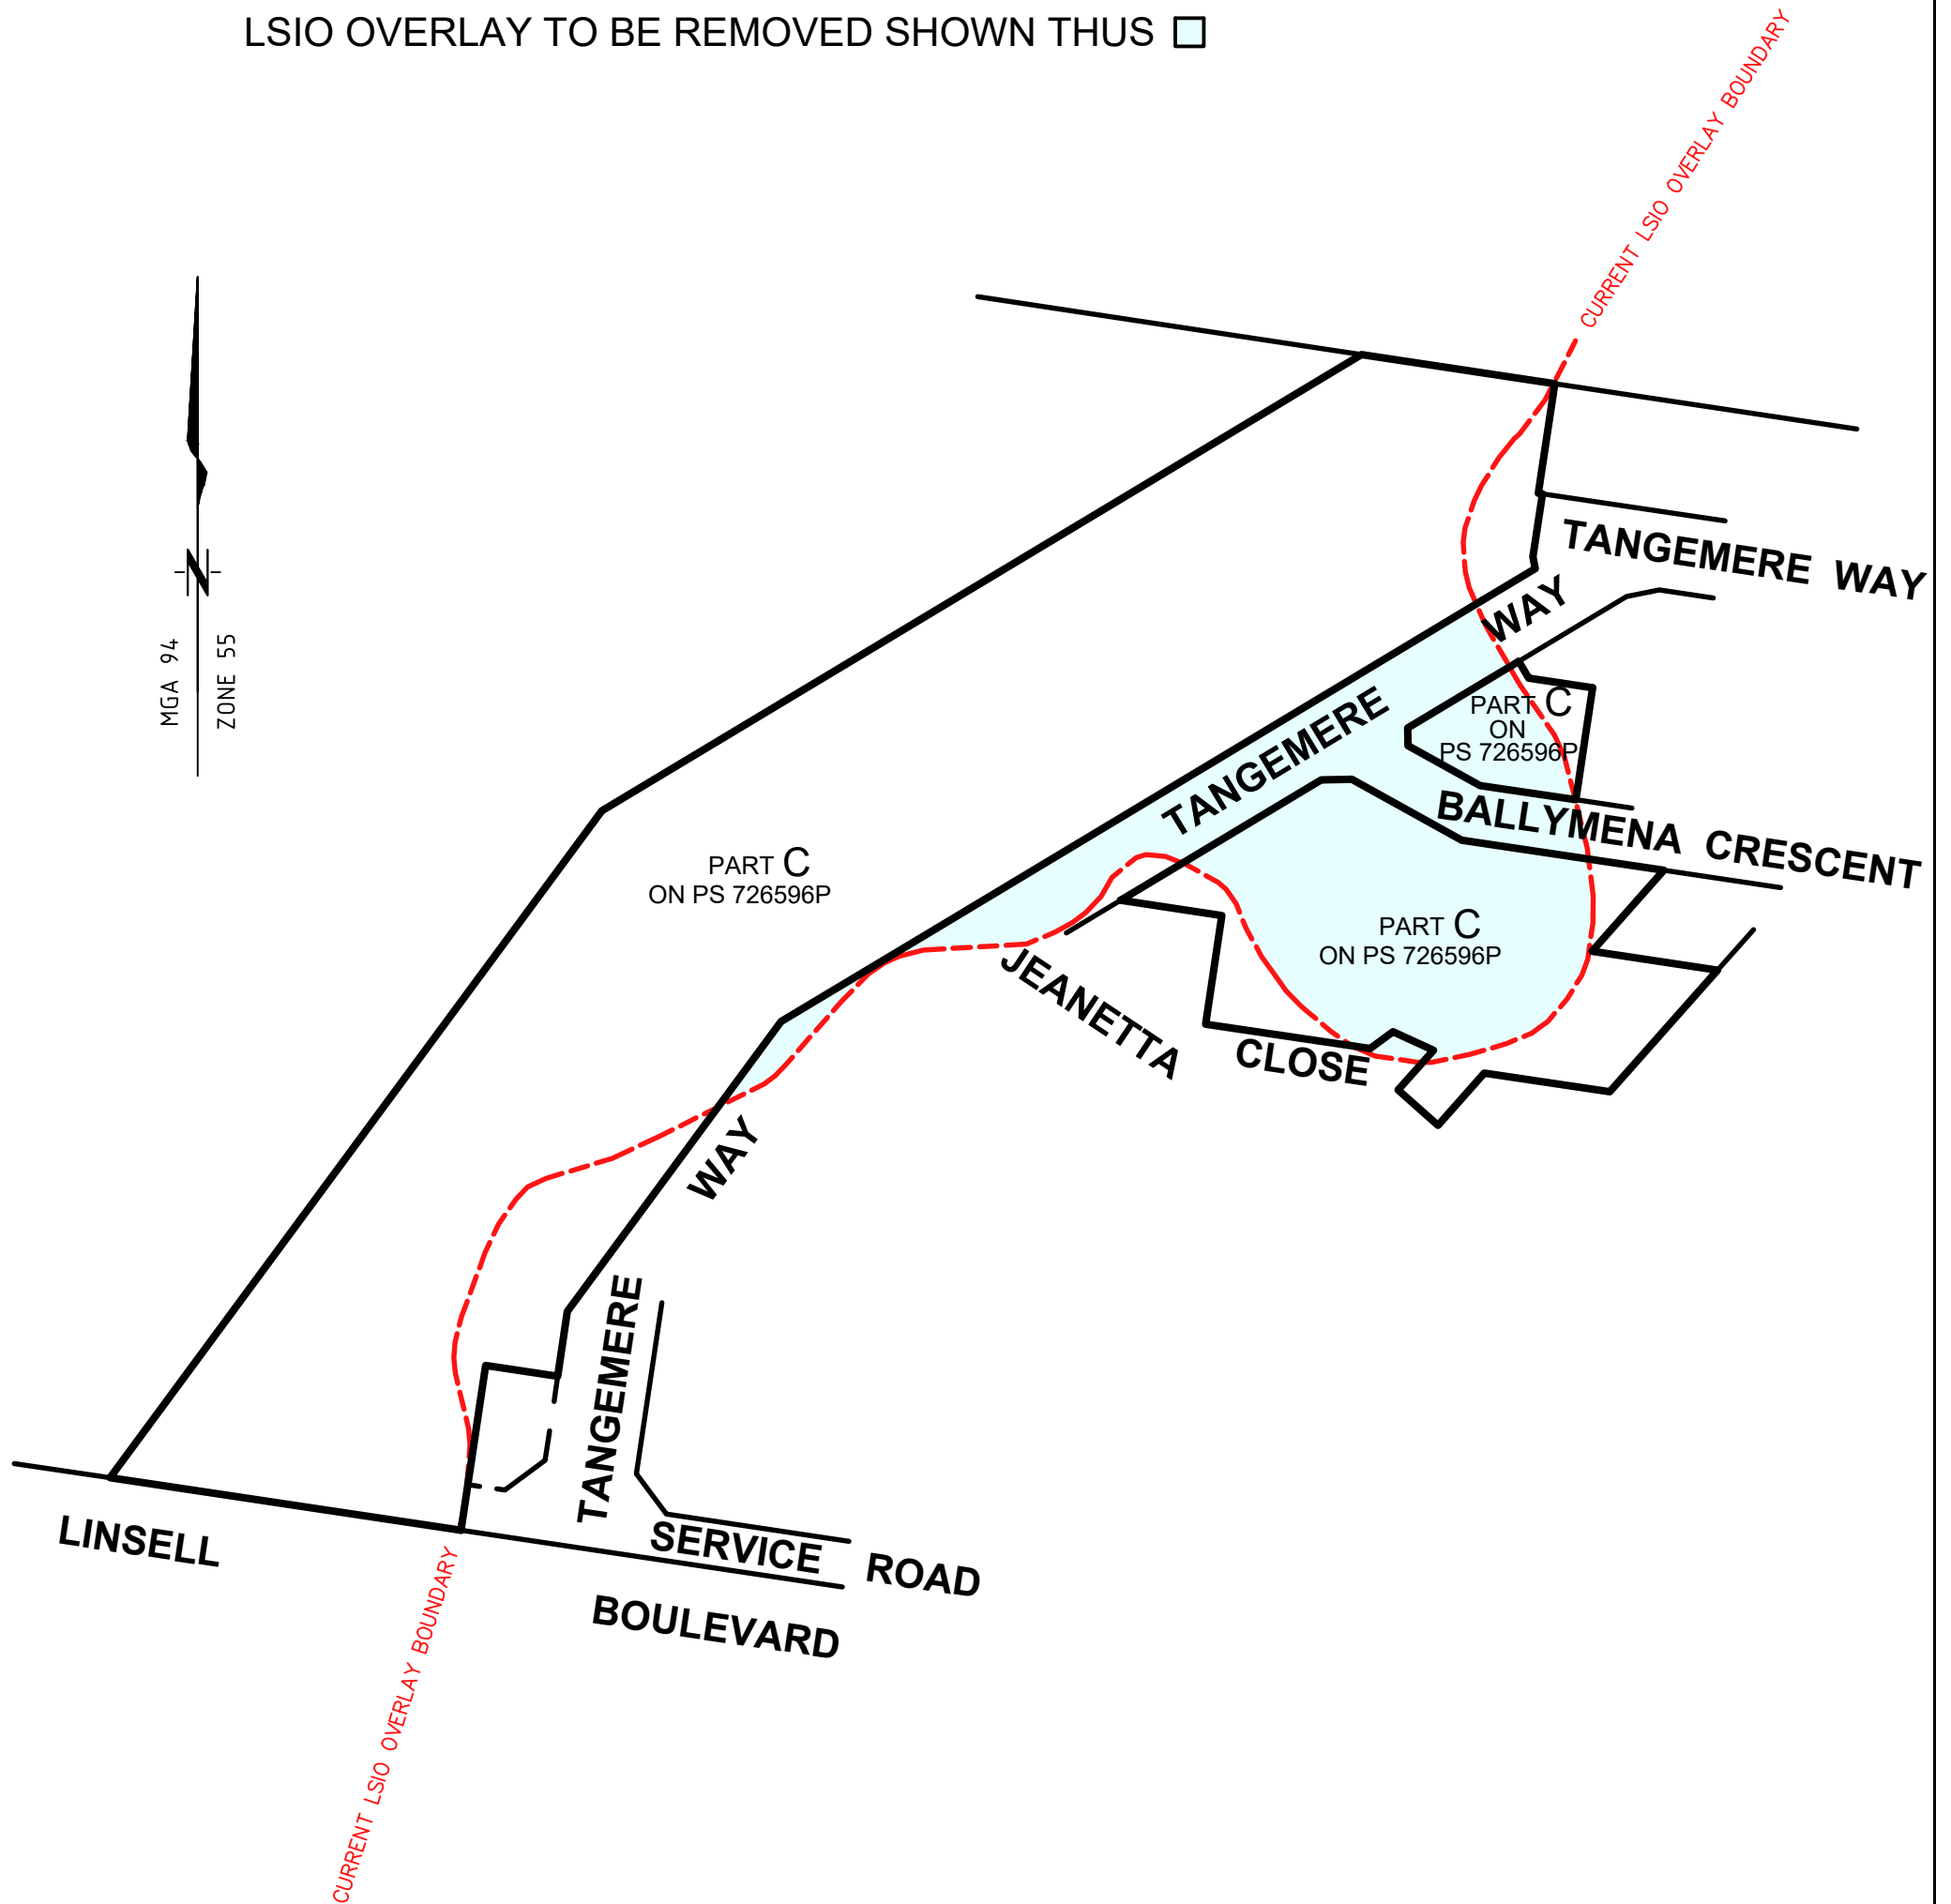 LSIO OVERLAY TO BE REMOVED SHOWN THUS
CURRENT LSIO OVERLAY BOUNDARY
MGA 94
ZONE 55
N
TANGEMERE WAY
WAY
TANGEMERE
PART C
ON
PS 726596P
BALLYMENA CRESCENT
PART C
ON PS 726596P
PART C
ON PS 726596P
JEANETTA
CLOSE
WAY
TANGEMERE
LINSELL
SERVICE ROAD
BOULEVARD
CURRENT LSIO OVERLAY BOUNDARY